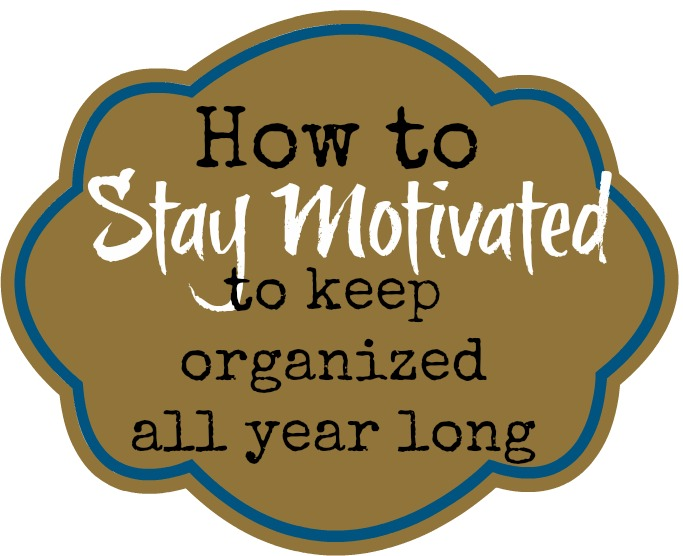 How to
Stay Motivated
to keep
organized
all year long